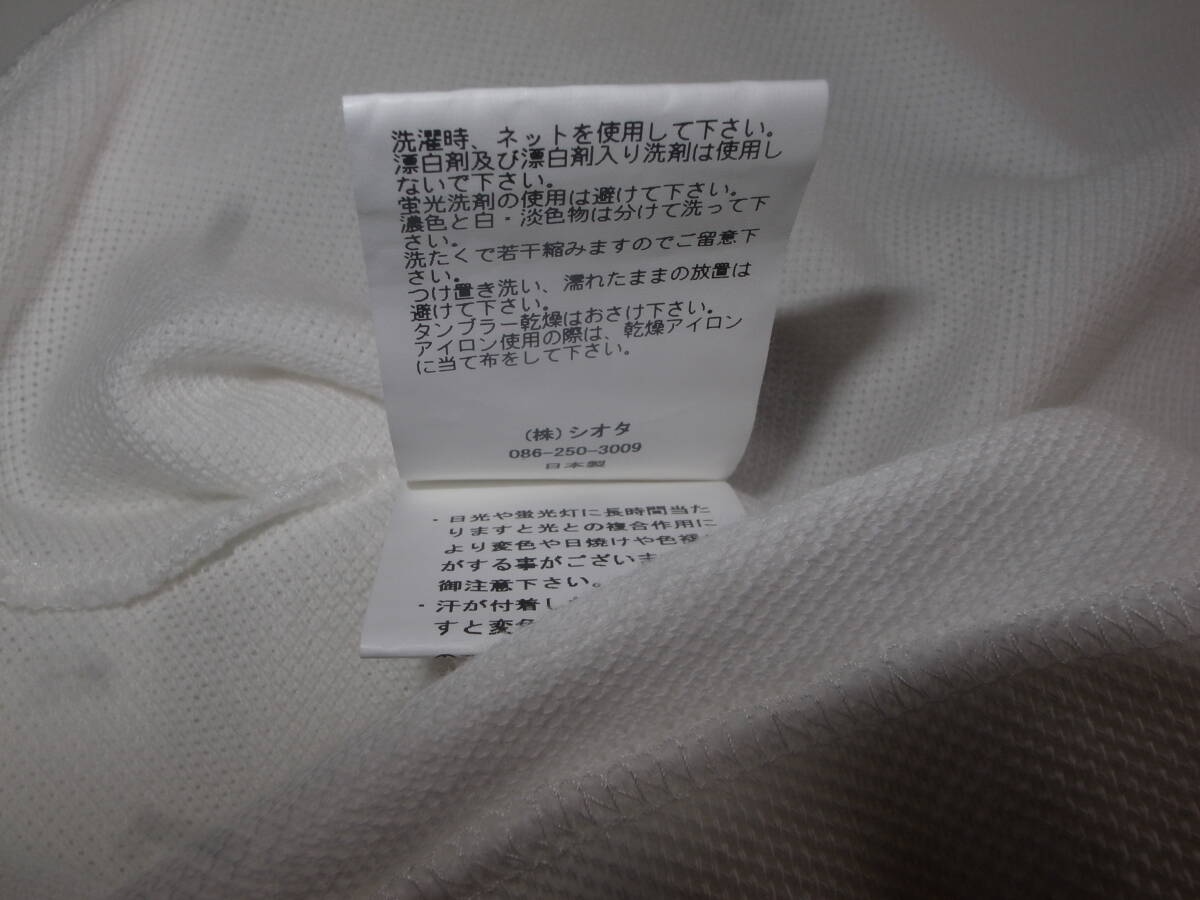 洗濯時、ネットを使用して下さい。
漂白剤及び漂白剤入り洗剤は使用し
ないで下さい。
蛍光洗剤の使用は避けて下さい。
濃色と白・淡色物は分けて洗って下
さい。
洗たくで若干縮みますのでご留意下
さい。
つけ置き洗い、濡れたままの放置は
避けて下さい。
タンブラー乾燥はおさけ下さい。
アイロン使用の際は、乾燥アイロン
に当て布をして下さい。
(株)シオタ
086-250-3009
日本製
・日光や蛍光灯に長時間当た
りますと光との複合作用に
より変色や日焼けや色褪
がする事がございま
御注意下さい。
・汗が付着し
すと変色